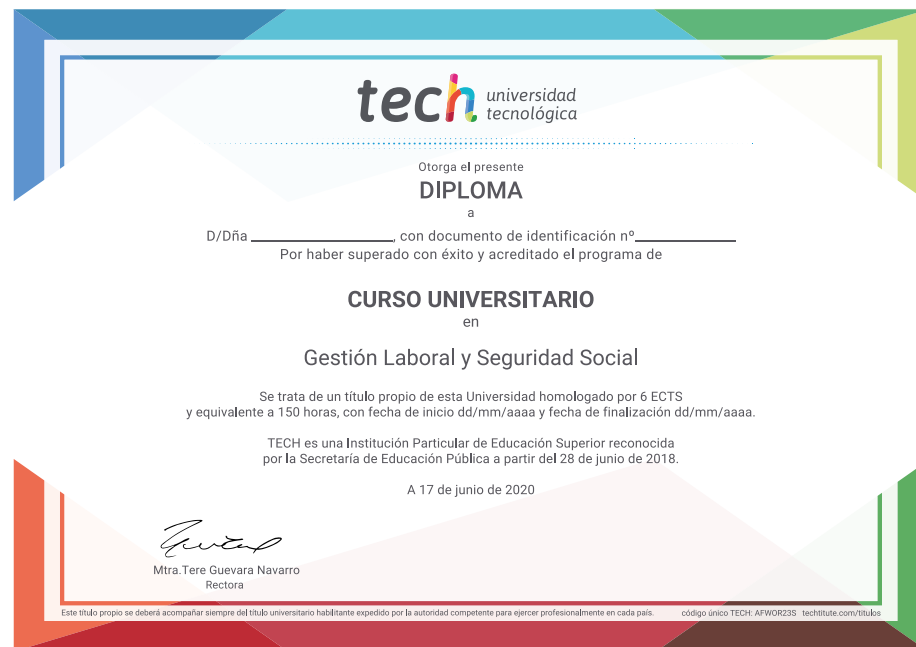 tech universidad
tecnológica
Otorga el presente
DIPLOMA
a
D/Dña ____________, con documento de identificación nº____________
Por haber superado con éxito y acreditado el programa de
CURSO UNIVERSITARIO
en
Gestión Laboral y Seguridad Social
Se trata de un título propio de esta Universidad homologado por 6 ECTS
y equivalente a 150 horas, con fecha de inicio dd/mm/aaaa y fecha de finalización dd/mm/aaaa.
TECH es una Institución Particular de Educación Superior reconocida
por la Secretaría de Educación Pública a partir del 28 de junio de 2018.
A 17 de junio de 2020
Mtra.Tere Guevara Navarro
Rectora
Este título propio se deberá acompañar siempre del título universitario habilitante expedido por la autoridad competente para ejercer profesionalmente en cada país. código único TECH: AFWOR23S techtitute.com/titulos